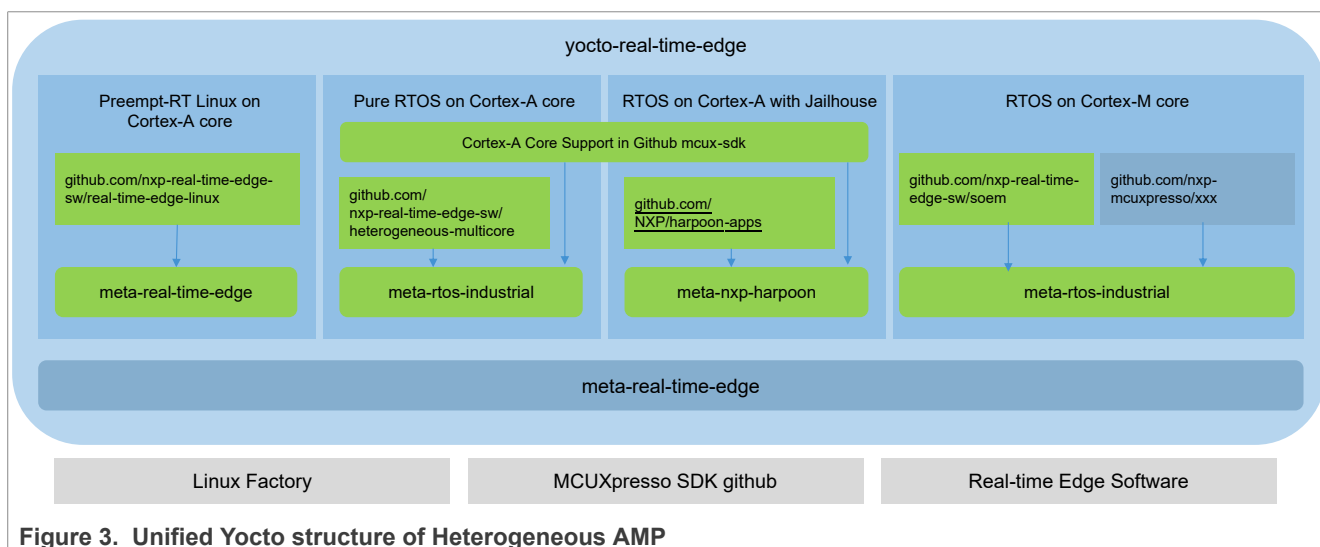 yocto-real-time-edge
Preempt-RT Linux on
Cortex-A core
github.com/nxp-real-time-edge-
sw/real-time-edge-linux
meta-real-time-edge
Pure RTOS on Cortex-A core
RTOS on Cortex-A with Jailhouse
Cortex-A Core Support in Github mcux-sdk
github.com/
nxp-real-time-edge-sw/
heterogeneous-multicore
meta-rtos-industrial
github.com/
NXP/harpoon-apps
meta-nxp-harpoon
RTOS on Cortex-M core
github.com/nxp-real-time-
edge-sw/soem
github.com/nxp-
mcuxpresso/xxx
meta-rtos-industrial
meta-real-time-edge
Linux Factory
MCUXpresso SDK github
Real-time Edge Software
Figure 3. Unified Yocto structure of Heterogeneous AMP